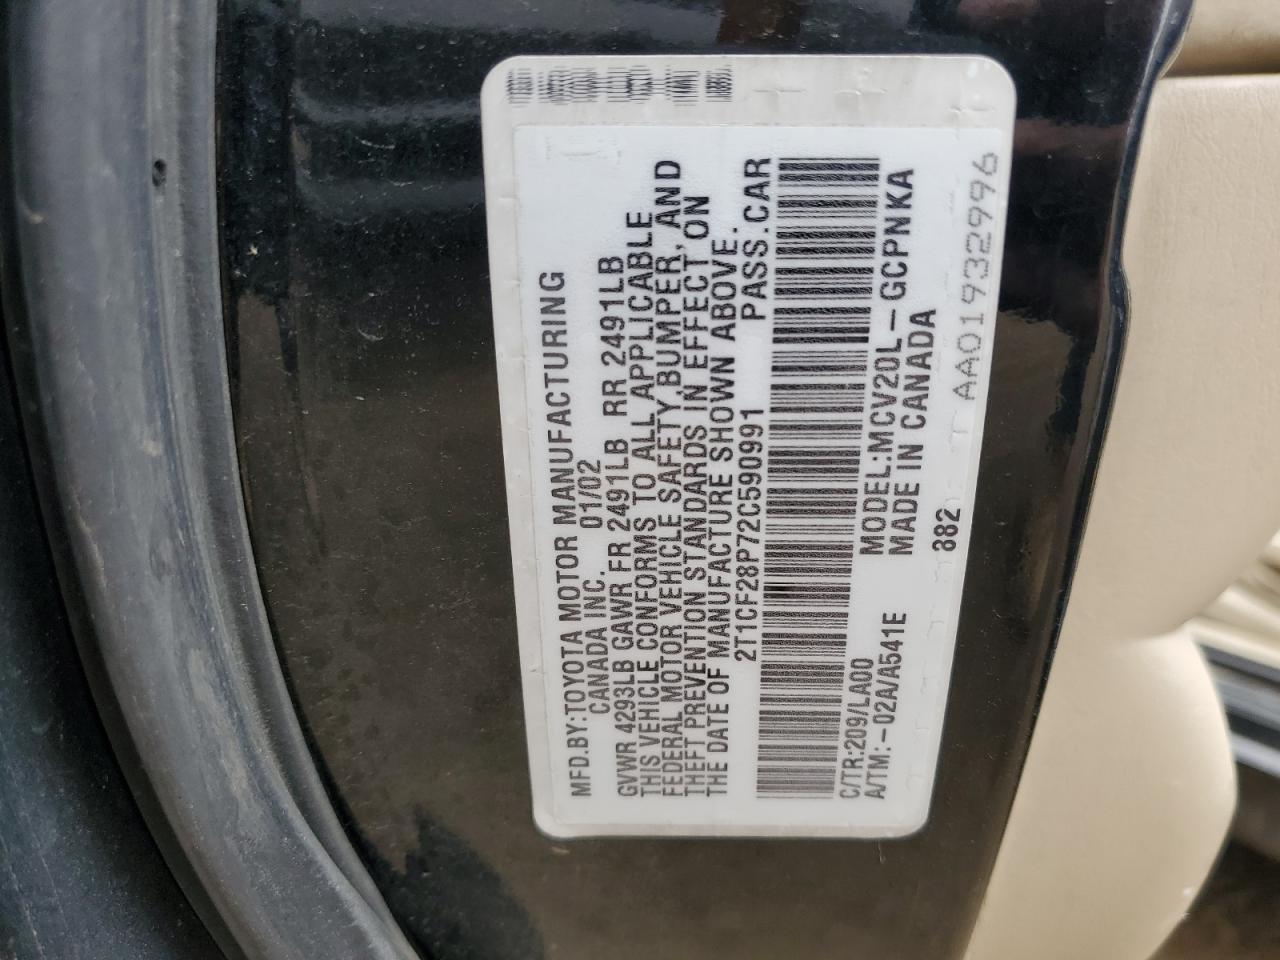 MFD.BY:TOYOTA MOTOR MANUFACTURING
CANADA INC. 01/02
GVWR 4293LB GAWR FR 2491LB RR 2491LB
THIS VEHICLE CONFORMS TO ALL APPLICABLE
FEDERAL MOTOR VEHICLE SAFETY,BUMPER, AND
THEFT PREVENTION STANDARDS IN EFFECT ON
THE DATE OF MANUFACTURE SHOWN ABOVE.
2T1CF28P72C590991 PASS.CAR
C/TR:209/LA00 MODEL:MCV20L-GCPNKA
A/TM:-02A/A541E MADE IN CANADA
882
AA01932996